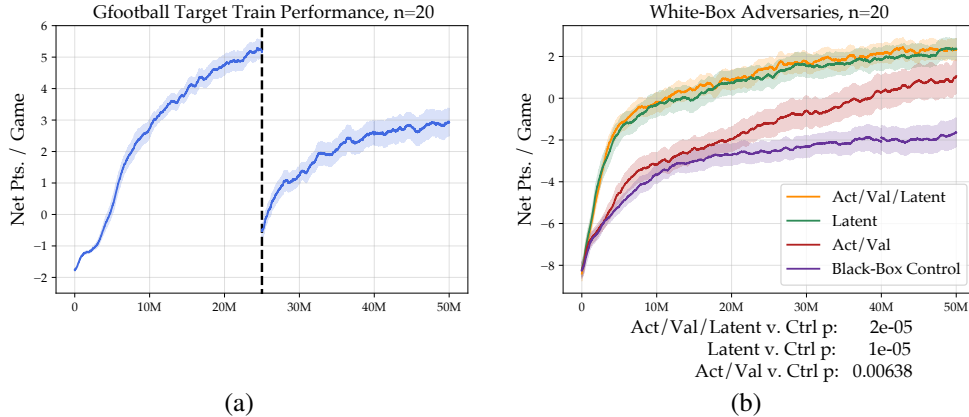 Gfootball Target Train Performance, n=20
Net Pts. / Game
6
5
4
3
2
1
0
−1
−2
0
10M
20M
30M
40M
50M
(a)
White-Box Adversaries, n=20
Net Pts. / Game
2
0
−2
−4
−6
−8
Act/Val/Latent
Latent
Act/Val
Black-Box Control
0
10M
20M
30M
40M
50M
Act/Val/Latent v. Ctrl p: 2e-05
Latent v. Ctrl p: 1e-05
Act/Val v. Ctrl p: 0.00638
(b)